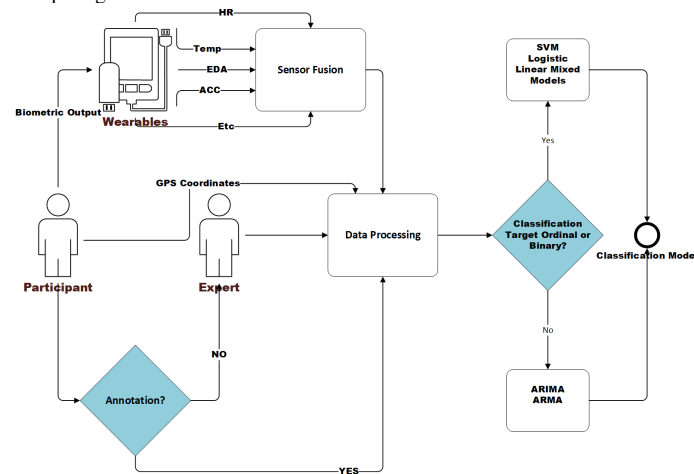 HR
Temp
EDA
ACC
Etc
Sensor Fusion
Biometric Output
Wearables
SVM
Logistic
Linear Mixed
Models
Yes
GPS Coordinates
Participant
Expert
Data Processing
Classification
Target Ordinal or
Binary?
Classification Mode
No
NO
Annotation?
YES
ARIMA
ARMA